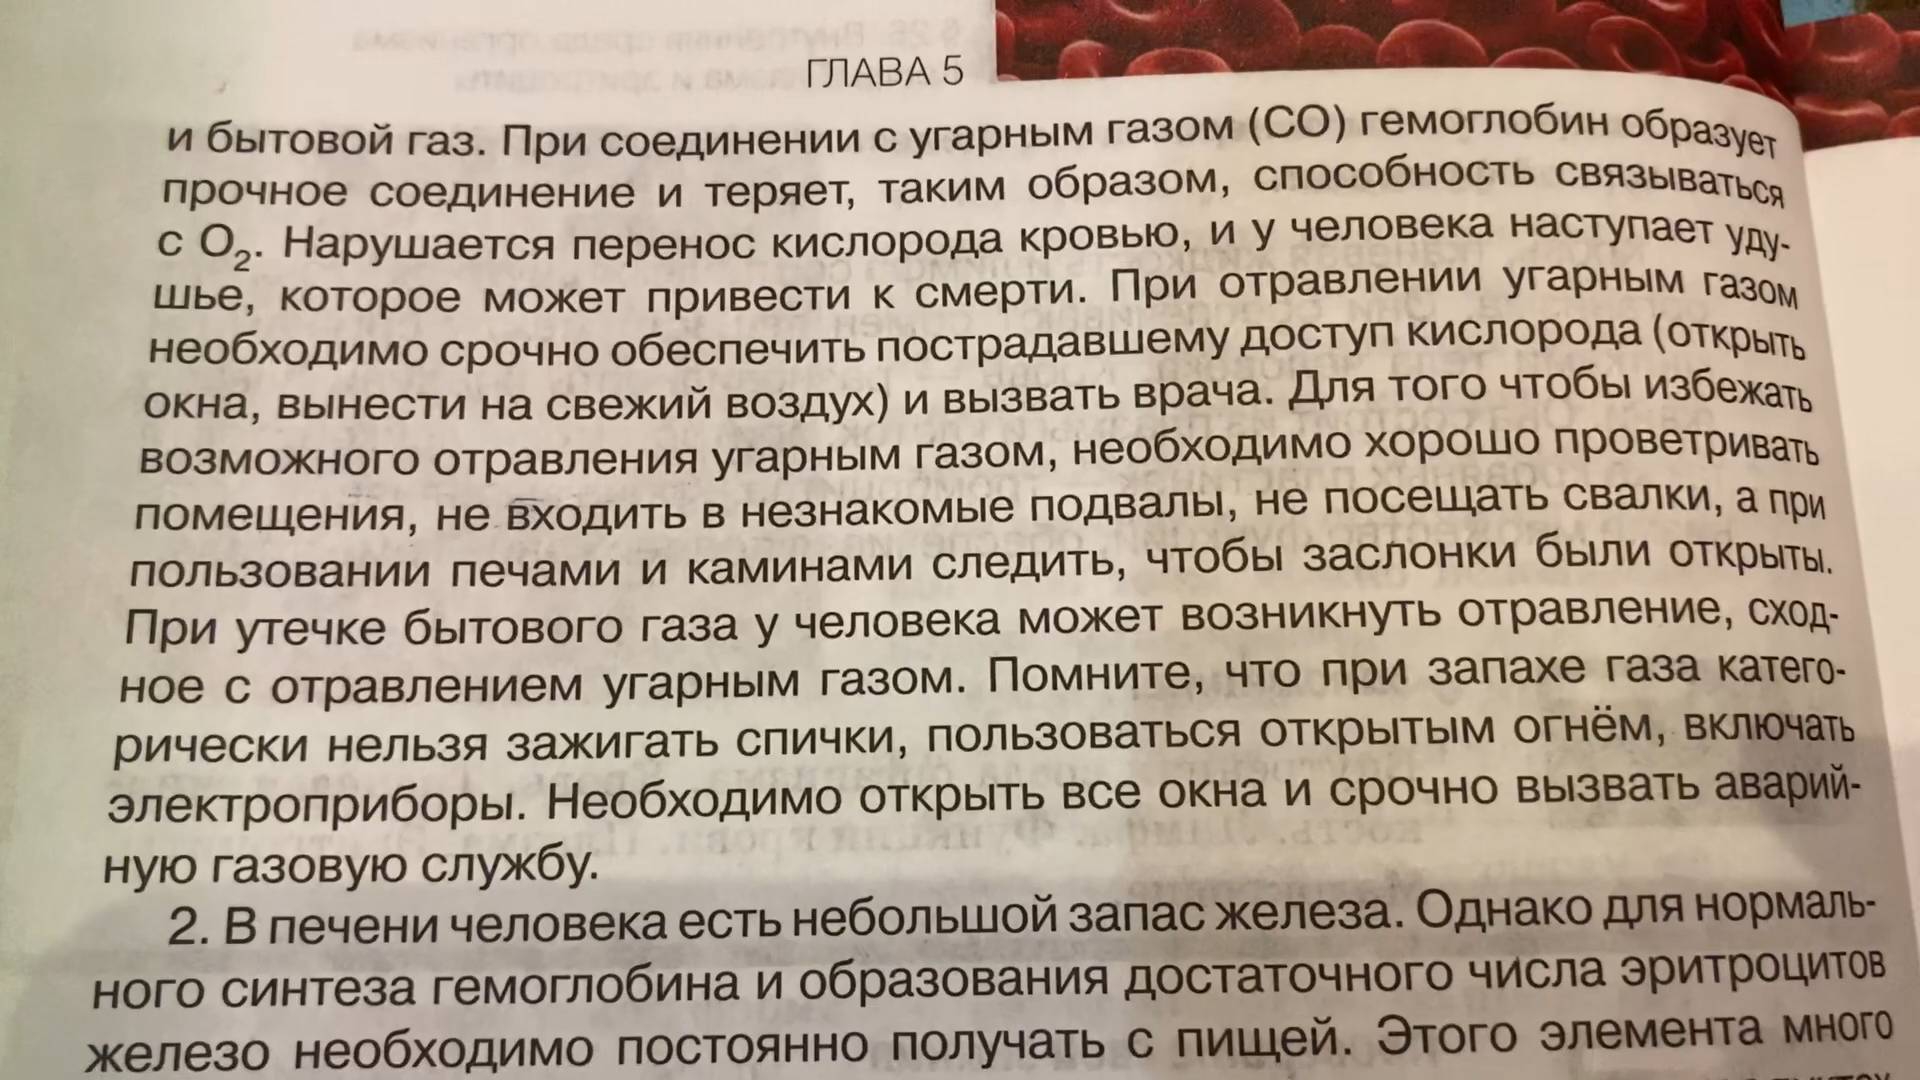 ГЛАВА 5
и бытовой газ. При соединении с угарным газом (СО) гемоглобин образует
прочное соединение и теряет, таким образом, способность связываться
с О₂. Нарушается перенос кислорода кровью, и у человека наступает уду-
шье, которое может привести к смерти. При отравлении угарным газом
необходимо срочно обеспечить пострадавшему доступ кислорода (открыть
окна, вынести на свежий воздух) и вызвать врача. Для того чтобы избежать
возможного отравления угарным газом, необходимо хорошо проветривать
помещения, не входить в незнакомые подвалы, не посещать свалки, а при
пользовании печами и каминами следить, чтобы заслонки были открыты.
При утечке бытового газа у человека может возникнуть отравление, сход-
ное с отравлением угарным газом. Помните, что при запахе газа катего-
рически нельзя зажигать спички, пользоваться открытым огнём, включать
электроприборы. Необходимо открыть все окна и срочно вызвать аварий-
ную газовую службу.
2. В печени человека есть небольшой запас железа. Однако для нормаль-
ного синтеза гемоглобина и образования достаточного числа эритроцитов
железо необходимо постоянно получать с пищей. Этого элемента много